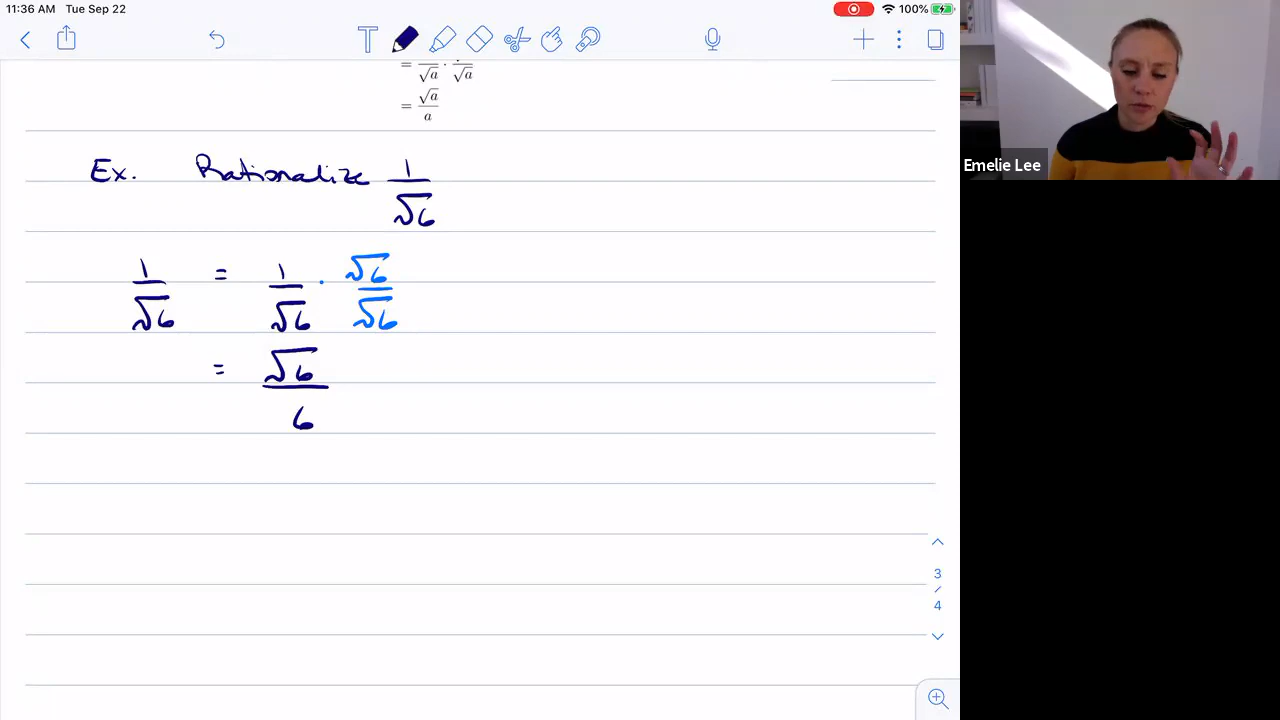 11:36 AM Tue Sep 22
100%
= 1/√a · √a/√a
= √a/a
Ex. Rationalize 1/√6
1/√6 = 1/√6 · √6/√6
= √6/6
Emelie Lee
3
/
4